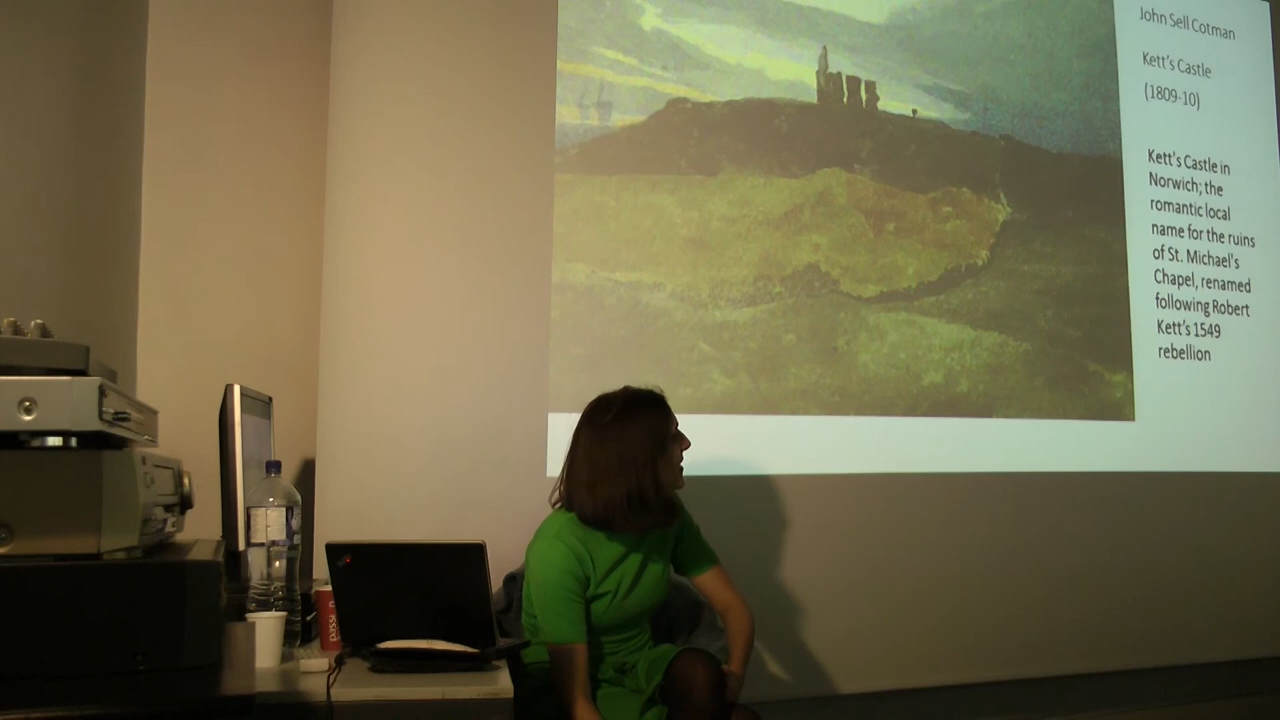 John Sell Cotman
Kett's Castle
(1809-10)
Kett's Castle in
Norwich; the
romantic local
name for the ruins
of St. Michael's
Chapel, renamed
following Robert
Kett's 1549
rebellion